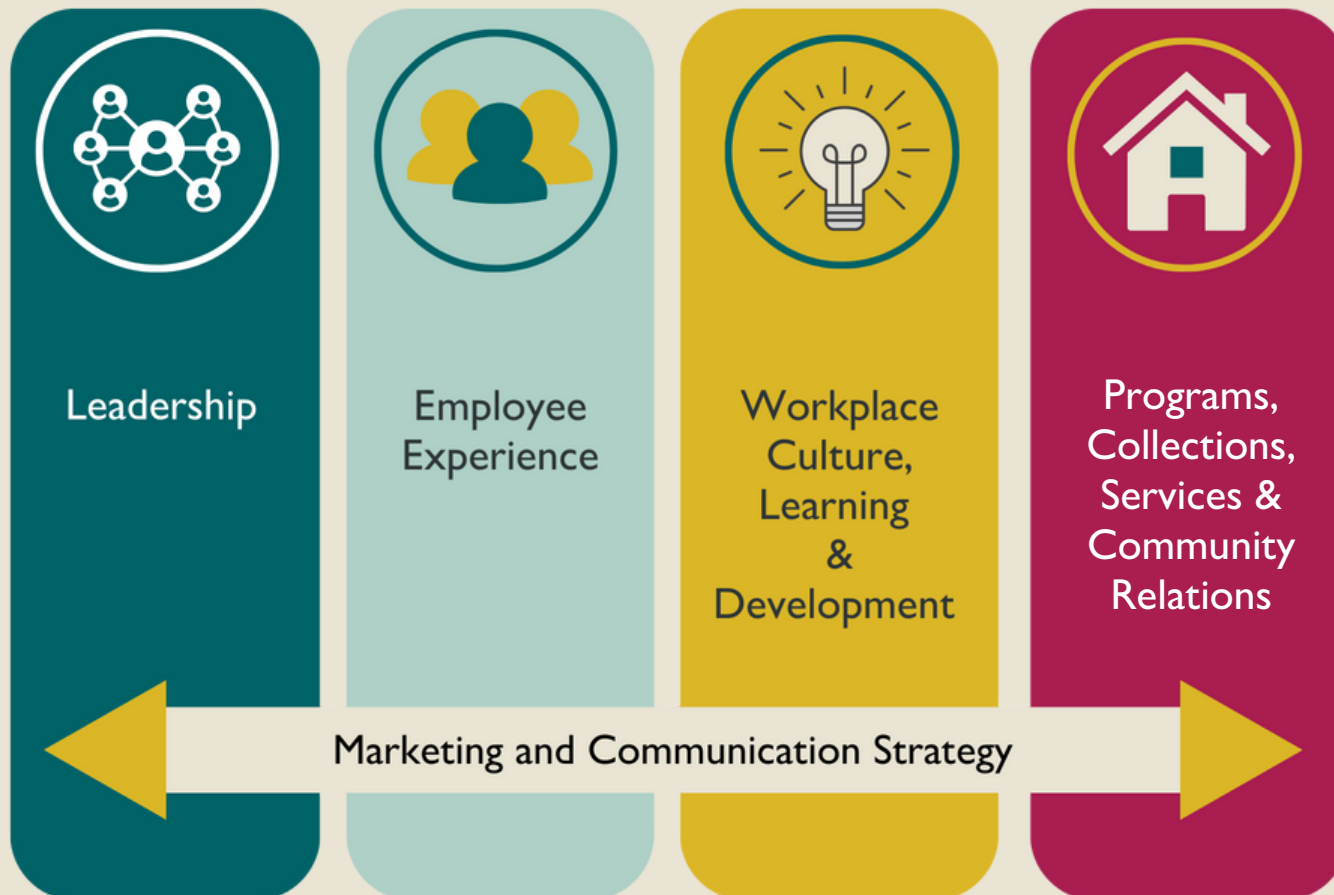 Leadership
Employee
Experience
Workplace
Culture,
Learning
&
Development
Programs,
Collections,
Services &
Community
Relations
Marketing and Communication Strategy